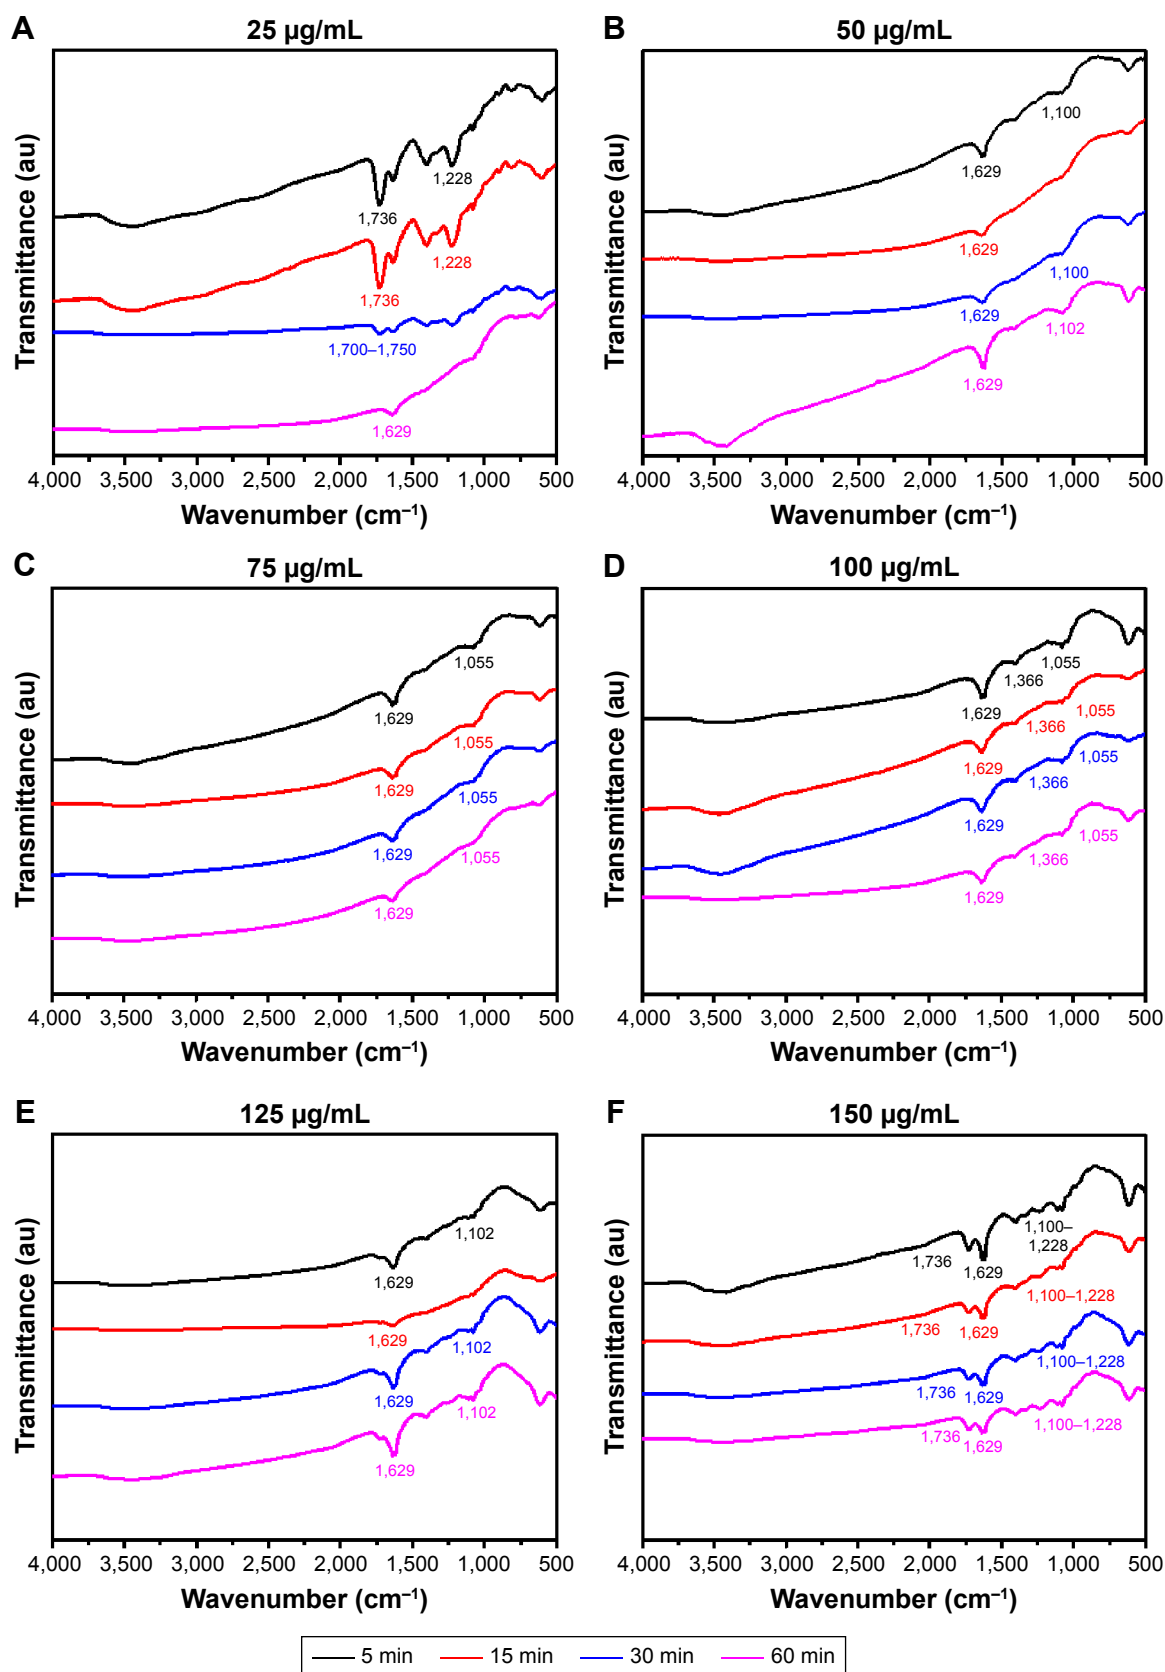 A 25 µg/mL
Transmittance (au)
1,736
1,228
1,736
1,228
1,700–1,750
1,629
4,000 3,500 3,000 2,500 2,000 1,500 1,000 500
Wavenumber (cm⁻¹)
B 50 µg/mL
Transmittance (au)
1,100
1,629
1,629
1,100
1,629
1,102
1,629
4,000 3,500 3,000 2,500 2,000 1,500 1,000 500
Wavenumber (cm⁻¹)
C 75 µg/mL
Transmittance (au)
1,055
1,629
1,055
1,629
1,055
1,629
1,055
1,629
4,000 3,500 3,000 2,500 2,000 1,500 1,000 500
Wavenumber (cm⁻¹)
D 100 µg/mL
Transmittance (au)
1,055
1,366
1,629
1,055
1,366
1,629
1,055
1,366
1,629
1,055
1,366
1,629
4,000 3,500 3,000 2,500 2,000 1,500 1,000 500
Wavenumber (cm⁻¹)
E 125 µg/mL
Transmittance (au)
1,102
1,629
1,629
1,102
1,629
1,102
1,629
4,000 3,500 3,000 2,500 2,000 1,500 1,000 500
Wavenumber (cm⁻¹)
F 150 µg/mL
Transmittance (au)
1,100–
1,228
1,736 1,629
1,100–1,228
1,736 1,629
1,100–1,228
1,736 1,629
1,100–1,228
1,736 1,629
4,000 3,500 3,000 2,500 2,000 1,500 1,000 500
Wavenumber (cm⁻¹)
5 min 15 min 30 min 60 min